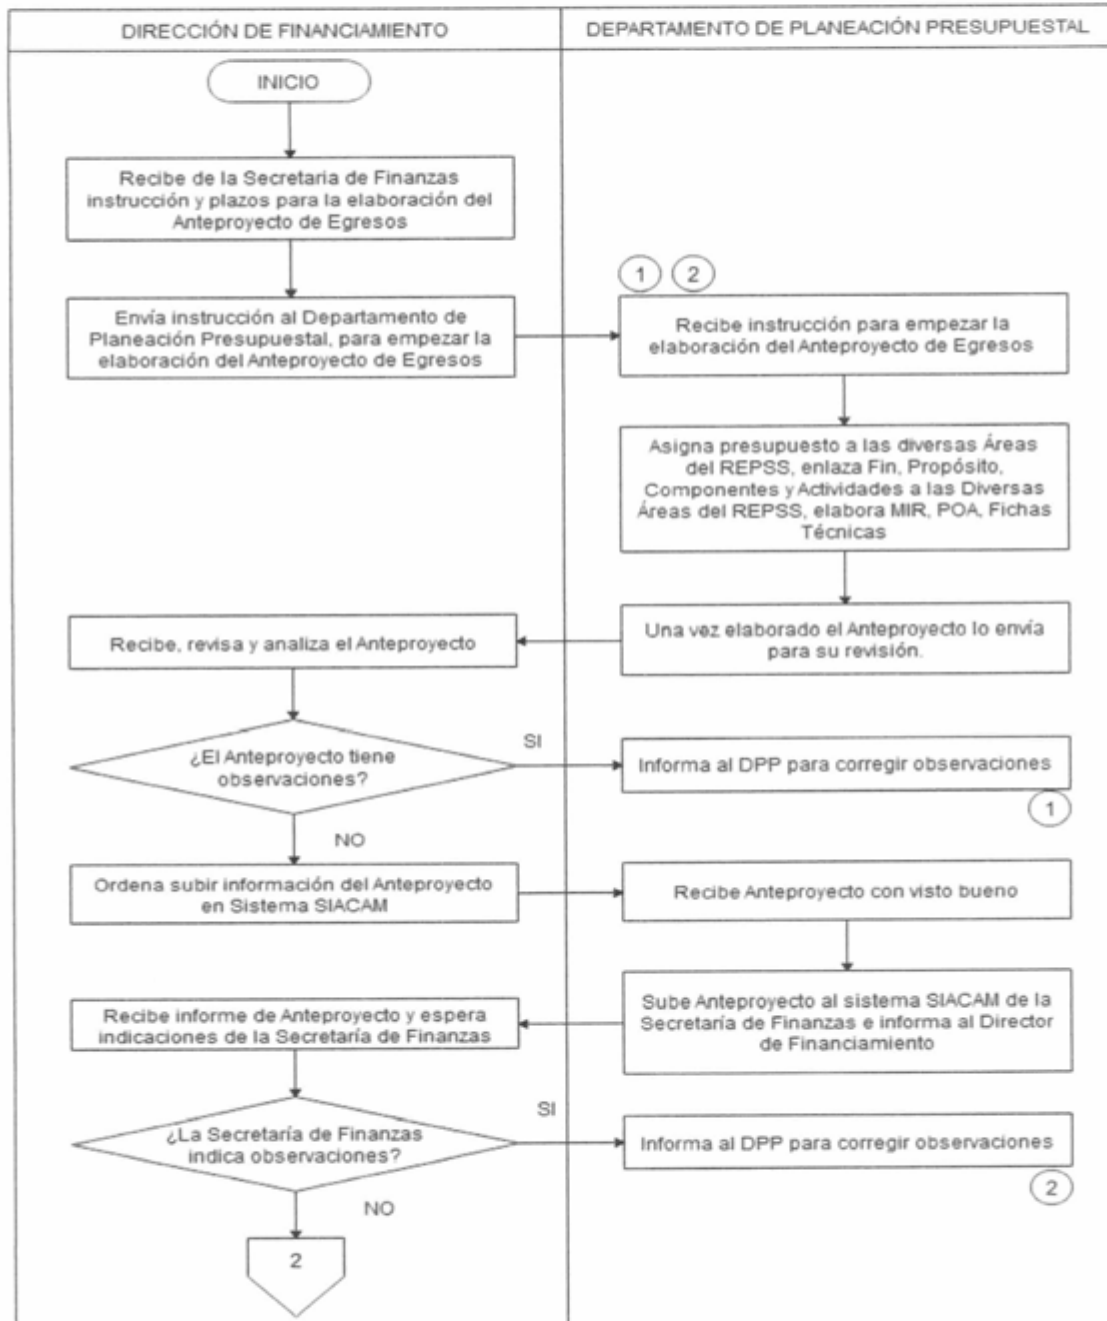 DIRECCIÓN DE FINANCIAMIENTO
DEPARTAMENTO DE PLANEACIÓN PRESUPUESTAL
INICIO
Recibe de la Secretaria de Finanzas
instrucción y plazos para la elaboración del
Anteproyecto de Egresos
Envía instrucción al Departamento de
Planeación Presupuestal, para empezar la
elaboración del Anteproyecto de Egresos
1 2
Recibe instrucción para empezar la
elaboración del Anteproyecto de Egresos
Asigna presupuesto a las diversas Áreas
del REPSS, enlaza Fin, Propósito,
Componentes y Actividades a las Diversas
Áreas del REPSS, elabora MIR, POA, Fichas
Técnicas
Una vez elaborado el Anteproyecto lo envía
para su revisión.
Recibe, revisa y analiza el Anteproyecto
¿El Anteproyecto tiene
observaciones?
SI
Informa al DPP para corregir observaciones
1
NO
Ordena subir información del Anteproyecto
en Sistema SIACAM
Recibe Anteproyecto con visto bueno
Sube Anteproyecto al sistema SIACAM de la
Secretaría de Finanzas e informa al Director
de Financiamiento
Recibe informe de Anteproyecto y espera
indicaciones de la Secretaría de Finanzas
¿La Secretaría de Finanzas
indica observaciones?
SI
Informa al DPP para corregir observaciones
2
NO
2